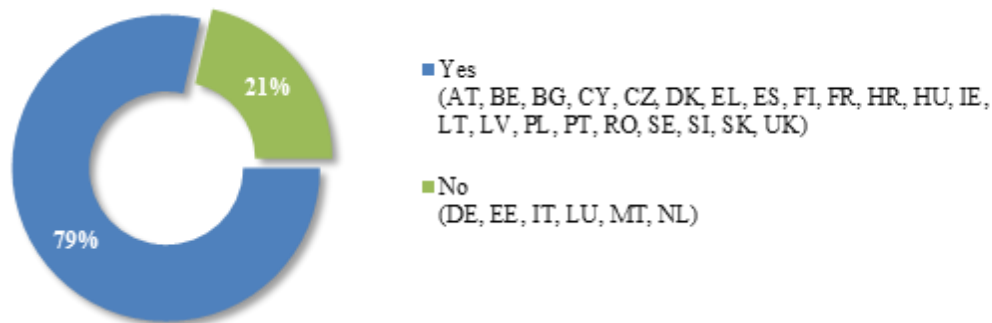 21%
79%
Yes
(AT, BE, BG, CY, CZ, DK, EL, ES, FI, FR, HR, HU, IE,
LT, LV, PL, PT, RO, SE, SI, SK, UK)
No
(DE, EE, IT, LU, MT, NL)